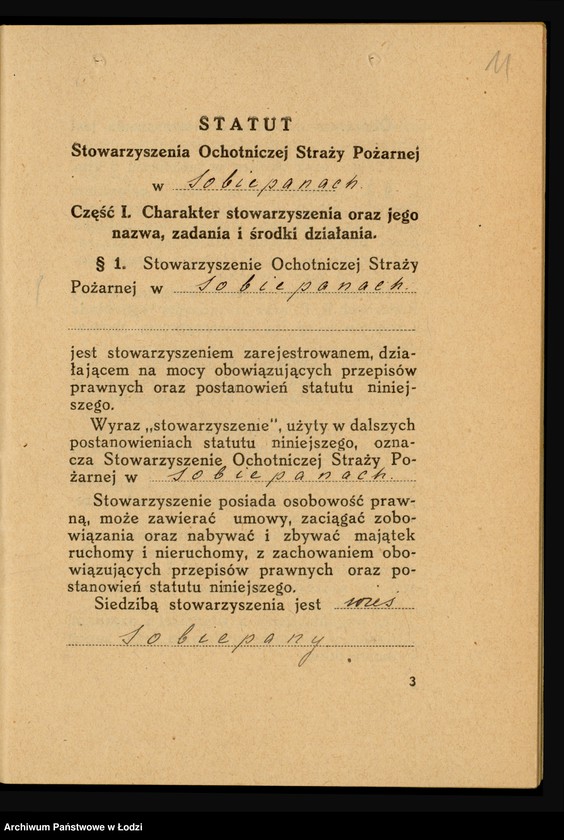 11
STATUT
Stowarzyszenia Ochotniczej Straży Pożarnej
w Sobiepanach.
Część I. Charakter stowarzyszenia oraz jego
nazwa, zadania i środki działania.
§ 1. Stowarzyszenie Ochotniczej Straży
Pożarnej w Sobiepanach.
jest stowarzyszeniem zarejestrowanem, dzia-
łającem na mocy obowiązujących przepisów
prawnych oraz postanowień statutu niniej-
szego.
Wyraz „stowarzyszenie", użyty w dalszych
postanowieniach statutu niniejszego, ozna-
cza Stowarzyszenie Ochotniczej Straży Po-
żarnej w Sobiepanach.
Stowarzyszenie posiada osobowość praw-
ną, może zawierać umowy, zaciągać zobo-
wiązania oraz nabywać i zbywać majątek
ruchomy i nieruchomy, z zachowaniem obo-
wiązujących przepisów prawnych oraz po-
stanowień statutu niniejszego.
Siedzibą stowarzyszenia jest wieś
Sobiepany
3
Archiwum Państwowe w Łodzi